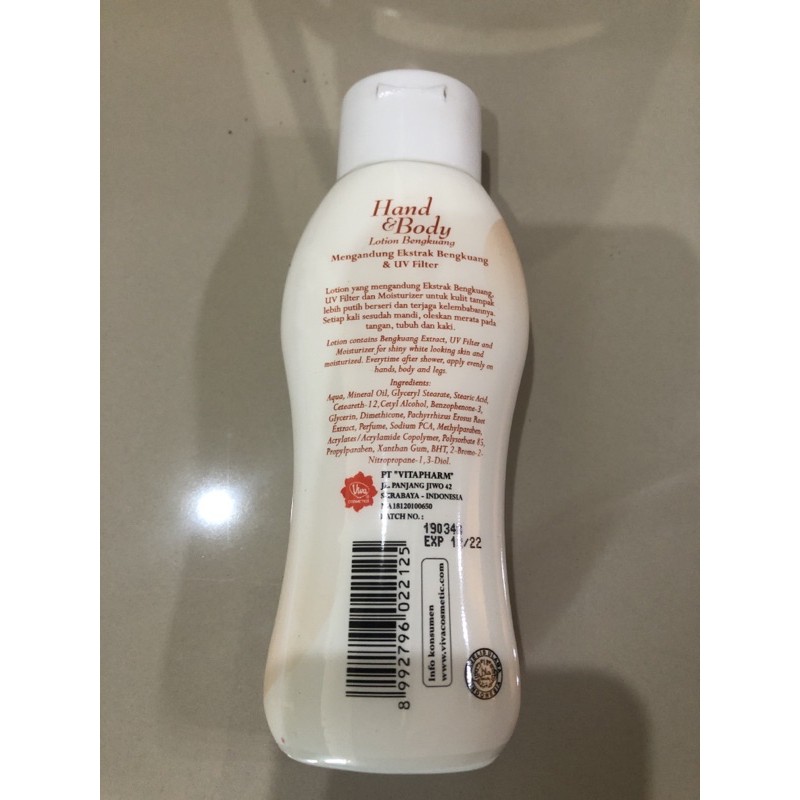 Hand
& Body
Lotion Bengkuang
Mengandung Ekstrak Bengkuang
& UV Filter
Lotion yang mengandung Ekstrak Bengkuang,
UV Filter dan Moisturizer untuk kulit tampak
lebih putih berseri dan terjaga kelembabannya.
Setiap kali sesudah mandi, oleskan merata pada
tangan, tubuh dan kaki.
Lotion contains Bengkuang Extract, UV Filter and
Moisturizer for shiny white looking skin and
moisturized. Everytime after shower, apply evenly on
hands, body and legs.
Ingredients:
Aqua, Mineral Oil, Glyceryl Stearate, Stearic Acid,
Ceteareth-12, Cetyl Alcohol, Benzophenone-3,
Glycerin, Dimethicone, Pachyrrhizus Erosus Root
Extract, Perfume, Sodium PCA, Methylparaben,
Acrylates/Acrylamide Copolymer, Polysorbate 85,
Propylparaben, Xanthan Gum, BHT, 2-Bromo-2-
Nitropropane-1,3-Diol.
Viva
PT "VITAPHARM"
JL. PANJANG JIWO 42
SURABAYA - INDONESIA
NA18120100650
BATCH NO. :
EXP
8 992796 022125
Info konsumen
www.vivacosmetic.com